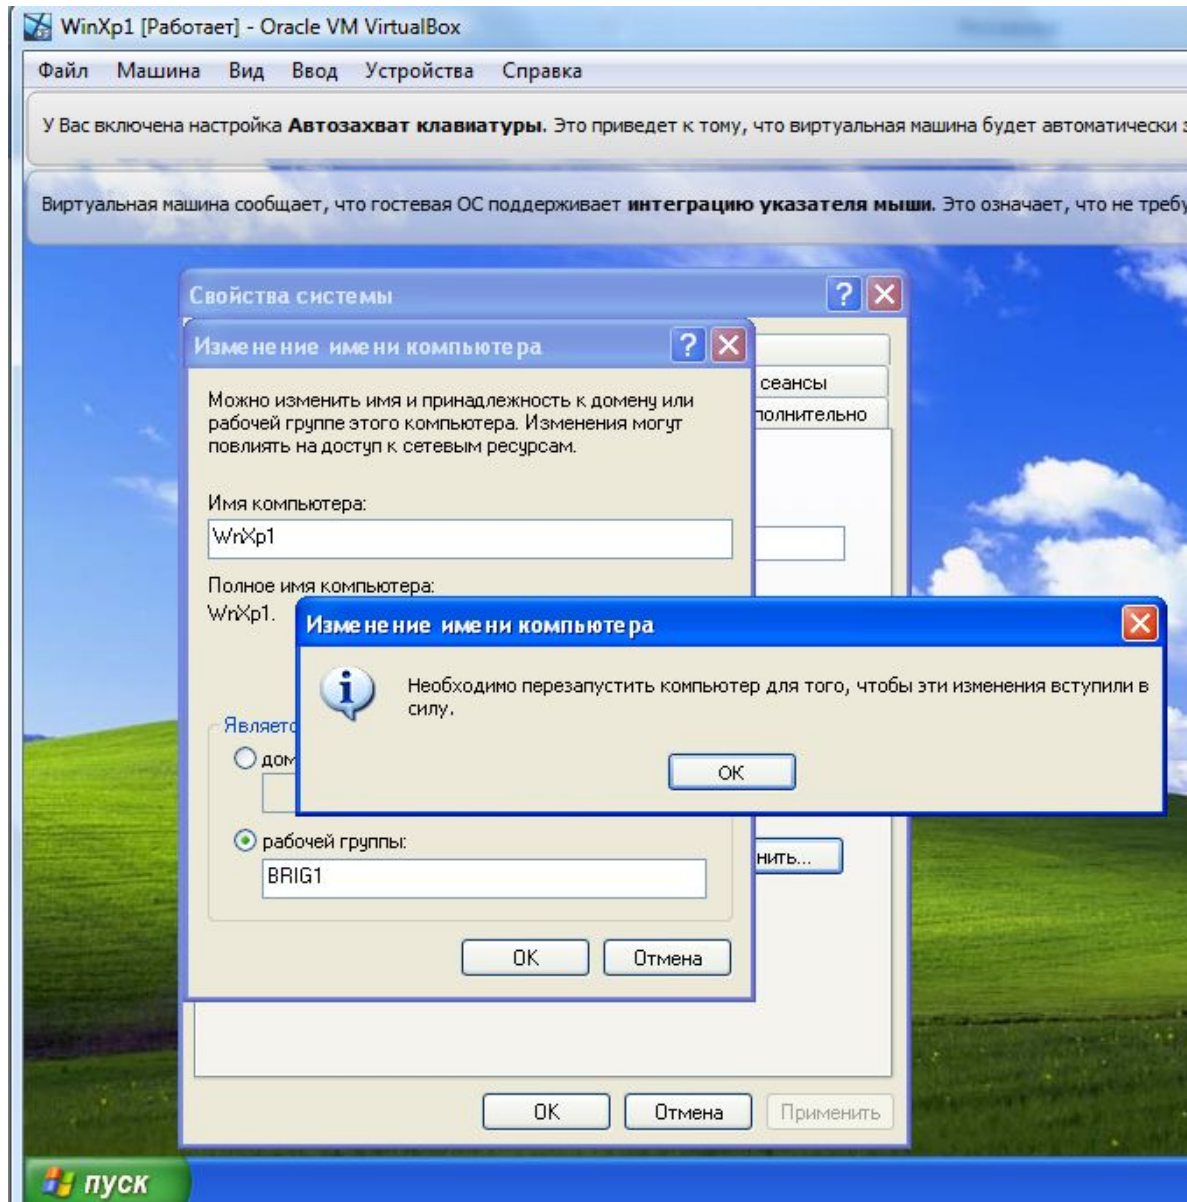 WinXp1 [Работает] - Oracle VM VirtualBox
Файл Машина Вид Ввод Устройства Справка
У Вас включена настройка Автозахват клавиатуры. Это приведет к тому, что виртуальная машина будет автоматически
Виртуальная машина сообщает, что гостевая ОС поддерживает интеграцию указателя мыши. Это означает, что не требу
Свойства системы
Изменение имени компьютера
сеансы
полнительно
Можно изменить имя и принадлежность к домену или
рабочей группе этого компьютера. Изменения могут
повлиять на доступ к сетевым ресурсам.
Имя компьютера:
WnXp1
Полное имя компьютера:
WnXp1.
Изменение имени компьютера
Необходимо перезапустить компьютер для того, чтобы эти изменения вступили в
силу.
OK
Являетс
дом
рабочей группы:
BRIG1
нить...
OK Отмена
OK Отмена Применить
пуск